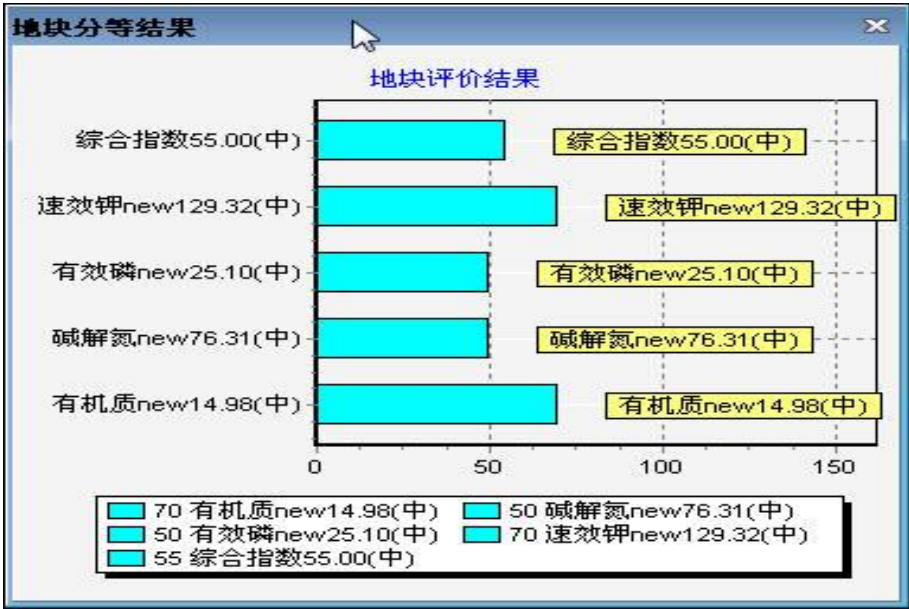 地块分等结果
地块评价结果
综合指数55.00(中) 综合指数55.00(中)
速效钾new129.32(中) 速效钾new129.32(中)
有效磷new25.10(中) 有效磷new25.10(中)
碱解氮new76.31(中) 碱解氮new76.31(中)
有机质new14.98(中) 有机质new14.98(中)
0 50 100 150
70 有机质new14.98(中) 50 碱解氮new76.31(中)
50 有效磷new25.10(中) 70 速效钾new129.32(中)
55 综合指数55.00(中)